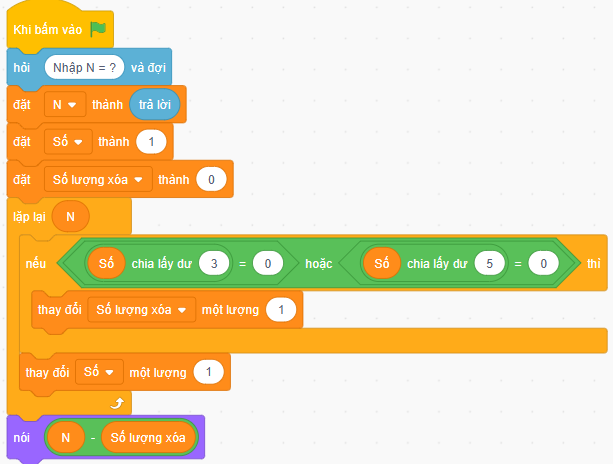 Khi bấm vào
hỏi Nhập N = ? và đợi
đặt N thành trả lời
đặt Số thành 1
đặt Số lượng xóa thành 0
lặp lại N
nếu Số chia lấy dư 3 = 0 hoặc Số chia lấy dư 5 = 0 thì
thay đổi Số lượng xóa một lượng 1
thay đổi Số một lượng 1
nói N - Số lượng xóa